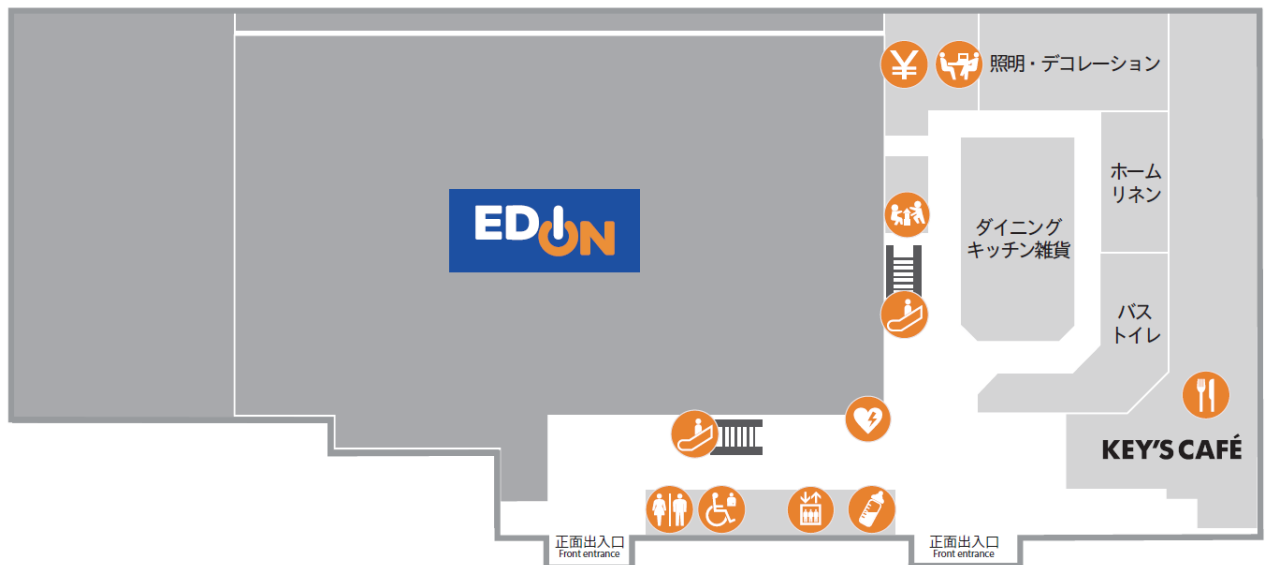 ¥
照明・デコレーション
ホーム
リネン
EDION
ダイニング
キッチン雑貨
バス
トイレ
KEY'S CAFÉ
正面出入口
Front entrance
正面出入口
Front entrance